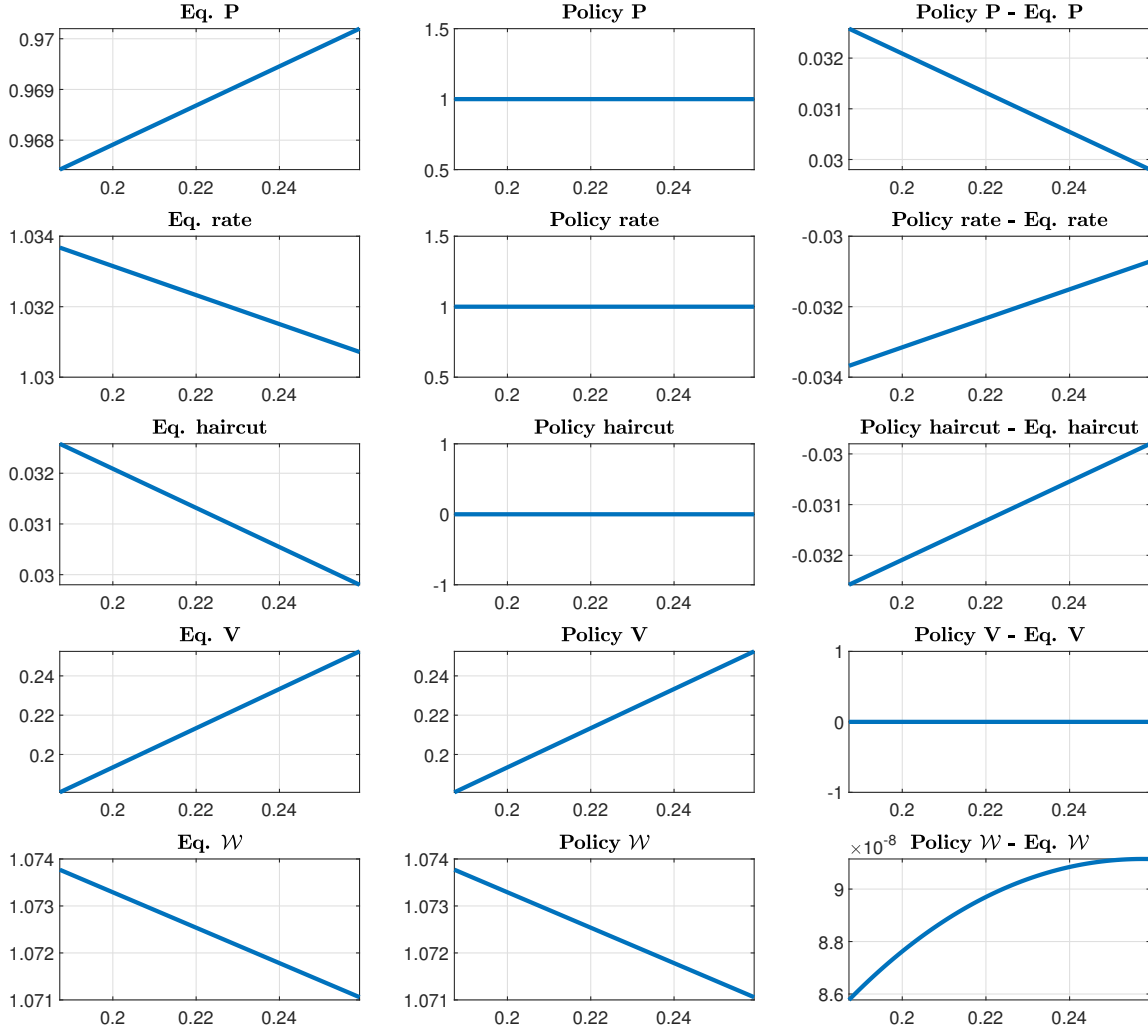 Eq. P
0.97
0.969
0.968
0.2 0.22 0.24
Policy P
1.5
1
0.5
0.2 0.22 0.24
Policy P - Eq. P
0.032
0.031
0.03
0.2 0.22 0.24
Eq. rate
1.034
1.032
1.03
0.2 0.22 0.24
Policy rate
1.5
1
0.5
0.2 0.22 0.24
Policy rate - Eq. rate
-0.03
-0.032
-0.034
0.2 0.22 0.24
Eq. haircut
0.032
0.031
0.03
0.2 0.22 0.24
Policy haircut
1
0
-1
0.2 0.22 0.24
Policy haircut - Eq. haircut
-0.03
-0.031
-0.032
0.2 0.22 0.24
Eq. V
0.24
0.22
0.2
0.2 0.22 0.24
Policy V
0.24
0.22
0.2
0.2 0.22 0.24
Policy V - Eq. V
1
0
-1
0.2 0.22 0.24
Eq. 𝒲
1.074
1.073
1.072
1.071
0.2 0.22 0.24
Policy 𝒲
1.074
1.073
1.072
1.071
0.2 0.22 0.24
×10⁻⁸ Policy 𝒲 - Eq. 𝒲
9
8.8
8.6
0.2 0.22 0.24